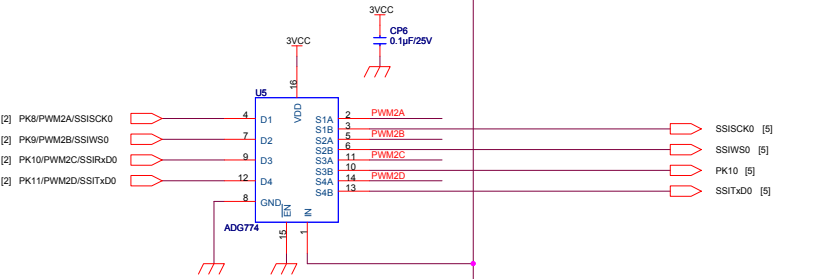 3VCC
CP6
0.1µF/25V
3VCC
16
U5
VDD
[2] PK8/PWM2A/SSISCK0 4 D1 S1A 2 PWM2A
S1B 3 SSISCK0 [5]
[2] PK9/PWM2B/SSIWS0 7 D2 S2A 5 PWM2B
S2B 6 SSIWS0 [5]
[2] PK10/PWM2C/SSIRxD0 9 D3 S3A 11 PWM2C
S3B 10 PK10 [5]
[2] PK11/PWM2D/SSITxD0 12 D4 S4A 14 PWM2D
S4B 13 SSITxD0 [5]
8 GND
EN IN
ADG774
15 1